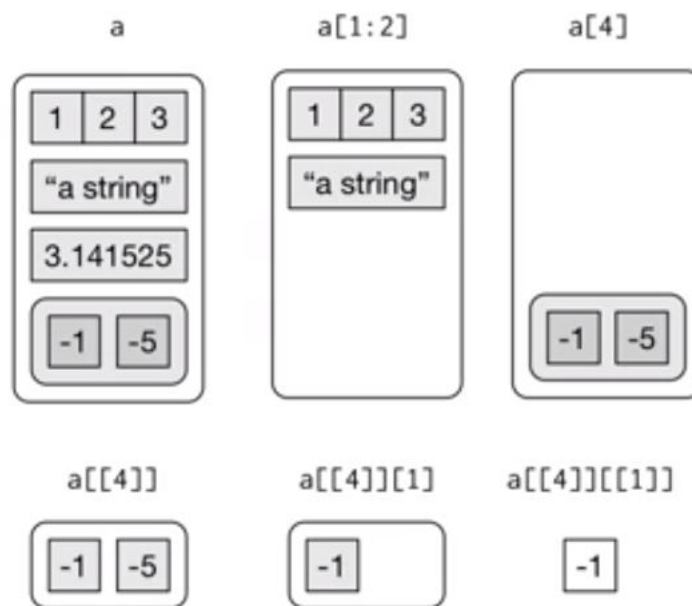 a a[1:2] a[4]
1 2 3 1 2 3
“a string” “a string”
3.141525
-1 -5 -1 -5
a[[4]] a[[4]][1] a[[4]][[1]]
-1 -5 -1 -1